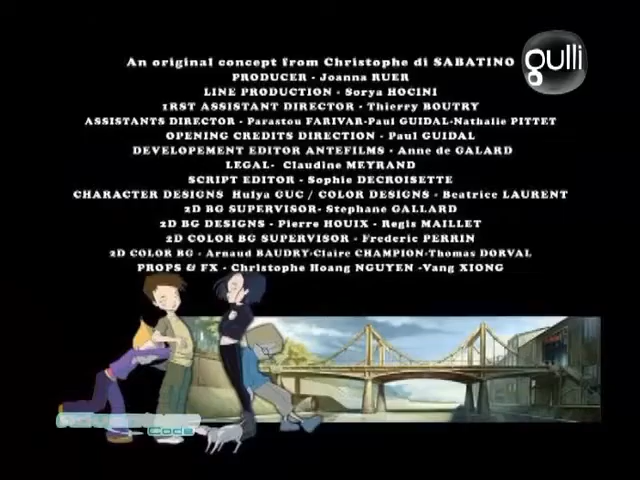 gulli
An original concept from Christophe di SABATINO
PRODUCER - Joanna RUER
LINE PRODUCTION - Sorya HOCINI
1RST ASSISTANT DIRECTOR - Thierry BOUTRY
ASSISTANTS DIRECTOR - Parastou FARIVAR-Paul GUIDAL-Nathalie PITTET
OPENING CREDITS DIRECTION - Paul GUIDAL
DEVELOPEMENT EDITOR ANTEFILMS - Anne de GALARD
LEGAL- Claudine MEYRAND
SCRIPT EDITOR - Sophie DECROISETTE
CHARACTER DESIGNS Hulya GUC / COLOR DESIGNS - Beatrice LAURENT
2D BG SUPERVISOR- Stephane GALLARD
2D BG DESIGNS - Pierre HOUIX - Regis MAILLET
2D COLOR BG SUPERVISOR - Frederic PERRIN
2D COLOR BG - Arnaud BAUDRY-Claire CHAMPION-Thomas DORVAL
PROPS & FX - Christophe Hoang NGUYEN -Vang XIONG
Code